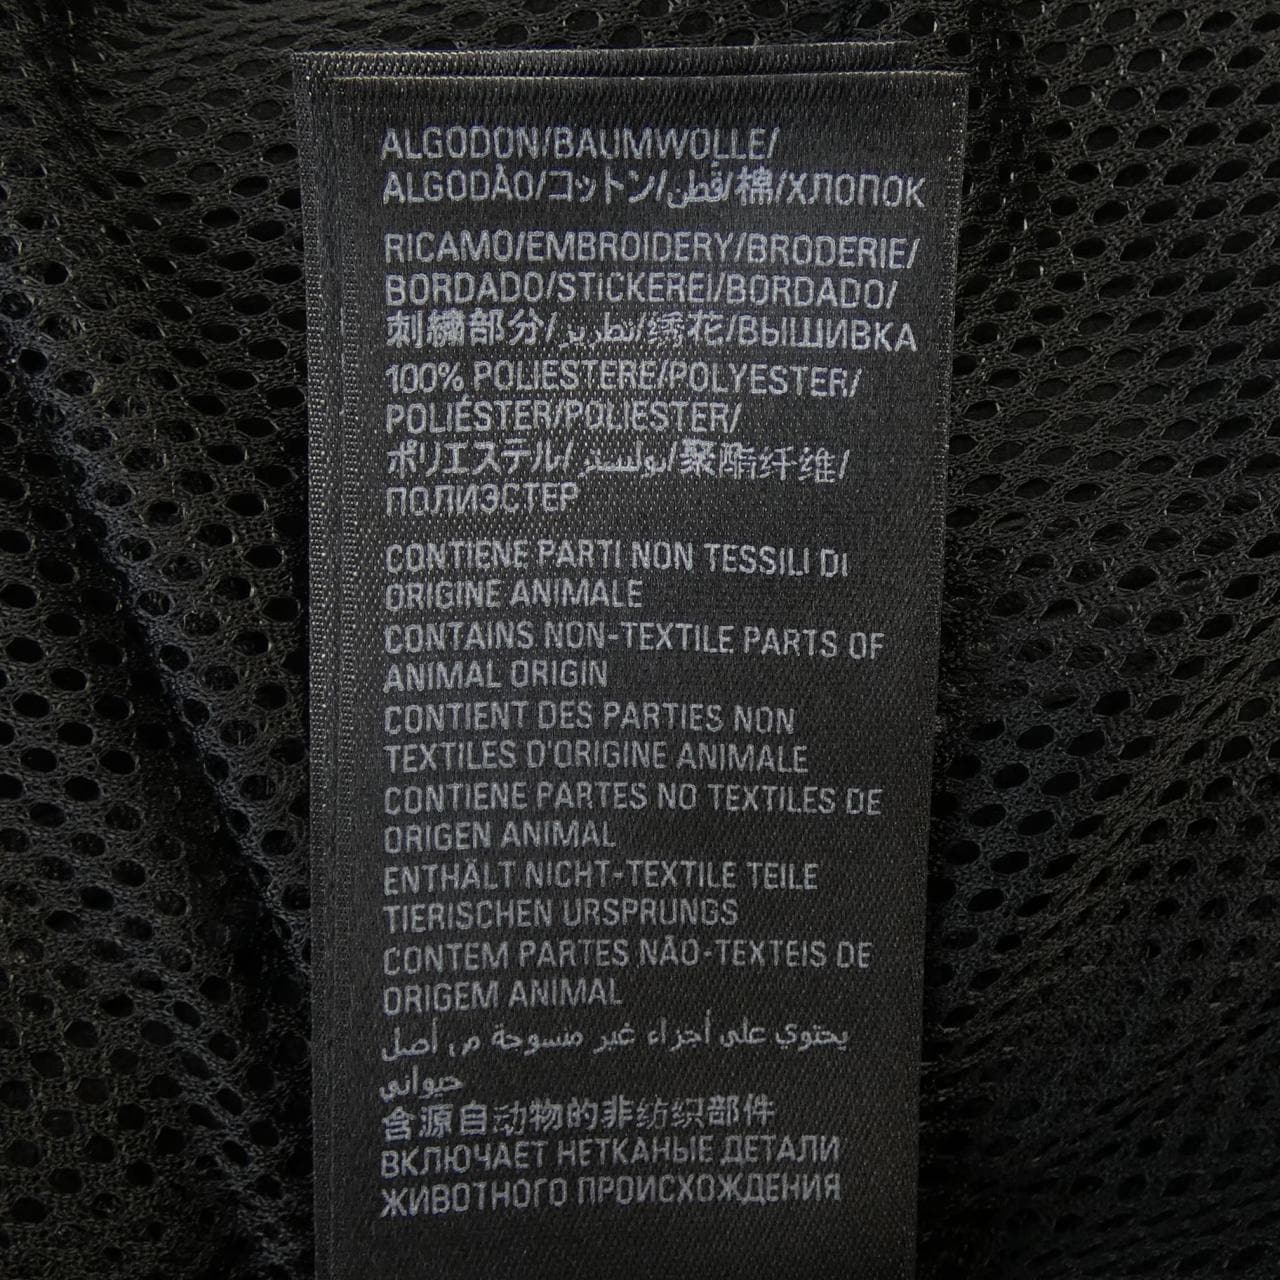 ALGODON/BAUMWOLLE/
ALGODÃO/コットン/قطن/棉/ХЛОПОК
RICAMO/EMBROIDERY/BRODERIE/
BORDADO/STICKEREI/BORDADO/
刺繍部分/تطريز/绣花/ВЫШИВКА
100% POLIESTERE/POLYESTER/
POLIÉSTER/POLIESTER/
ポリエステル/بوليستر/聚酯纤维/
ПОЛИЭСТЕР
CONTIENE PARTI NON TESSILI DI
ORIGINE ANIMALE
CONTAINS NON-TEXTILE PARTS OF
ANIMAL ORIGIN
CONTIENT DES PARTIES NON
TEXTILES D'ORIGINE ANIMALE
CONTIENE PARTES NO TEXTILES DE
ORIGEN ANIMAL
ENTHÄLT NICHT-TEXTILE TEILE
TIERISCHEN URSPRUNGS
CONTEM PARTES NÃO-TEXTEIS DE
ORIGEM ANIMAL
يحتوي على أجزاء غير منسوجة من أصل
حيواني
含源自动物的非纺织部件
ВКЛЮЧАЕТ НЕТКАНЫЕ ДЕТАЛИ
ЖИВОТНОГО ПРОИСХОЖДЕНИЯ